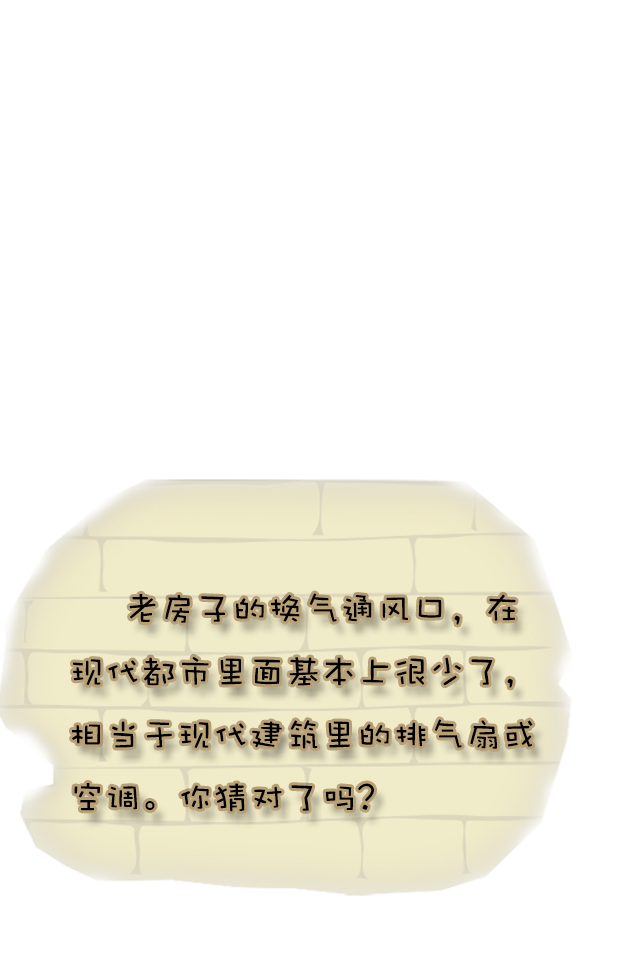 老房子的换气通风口，在
现代都市里面基本上很少了，
相当于现代建筑里的排气扇或
空调。你猜对了吗？